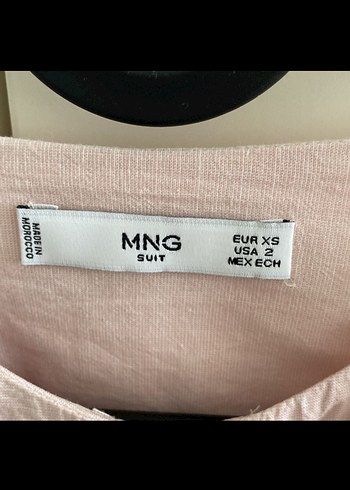 MADE IN
MOROCCO
MNG
SUIT
EUR XS
USA 2
MEX ECH